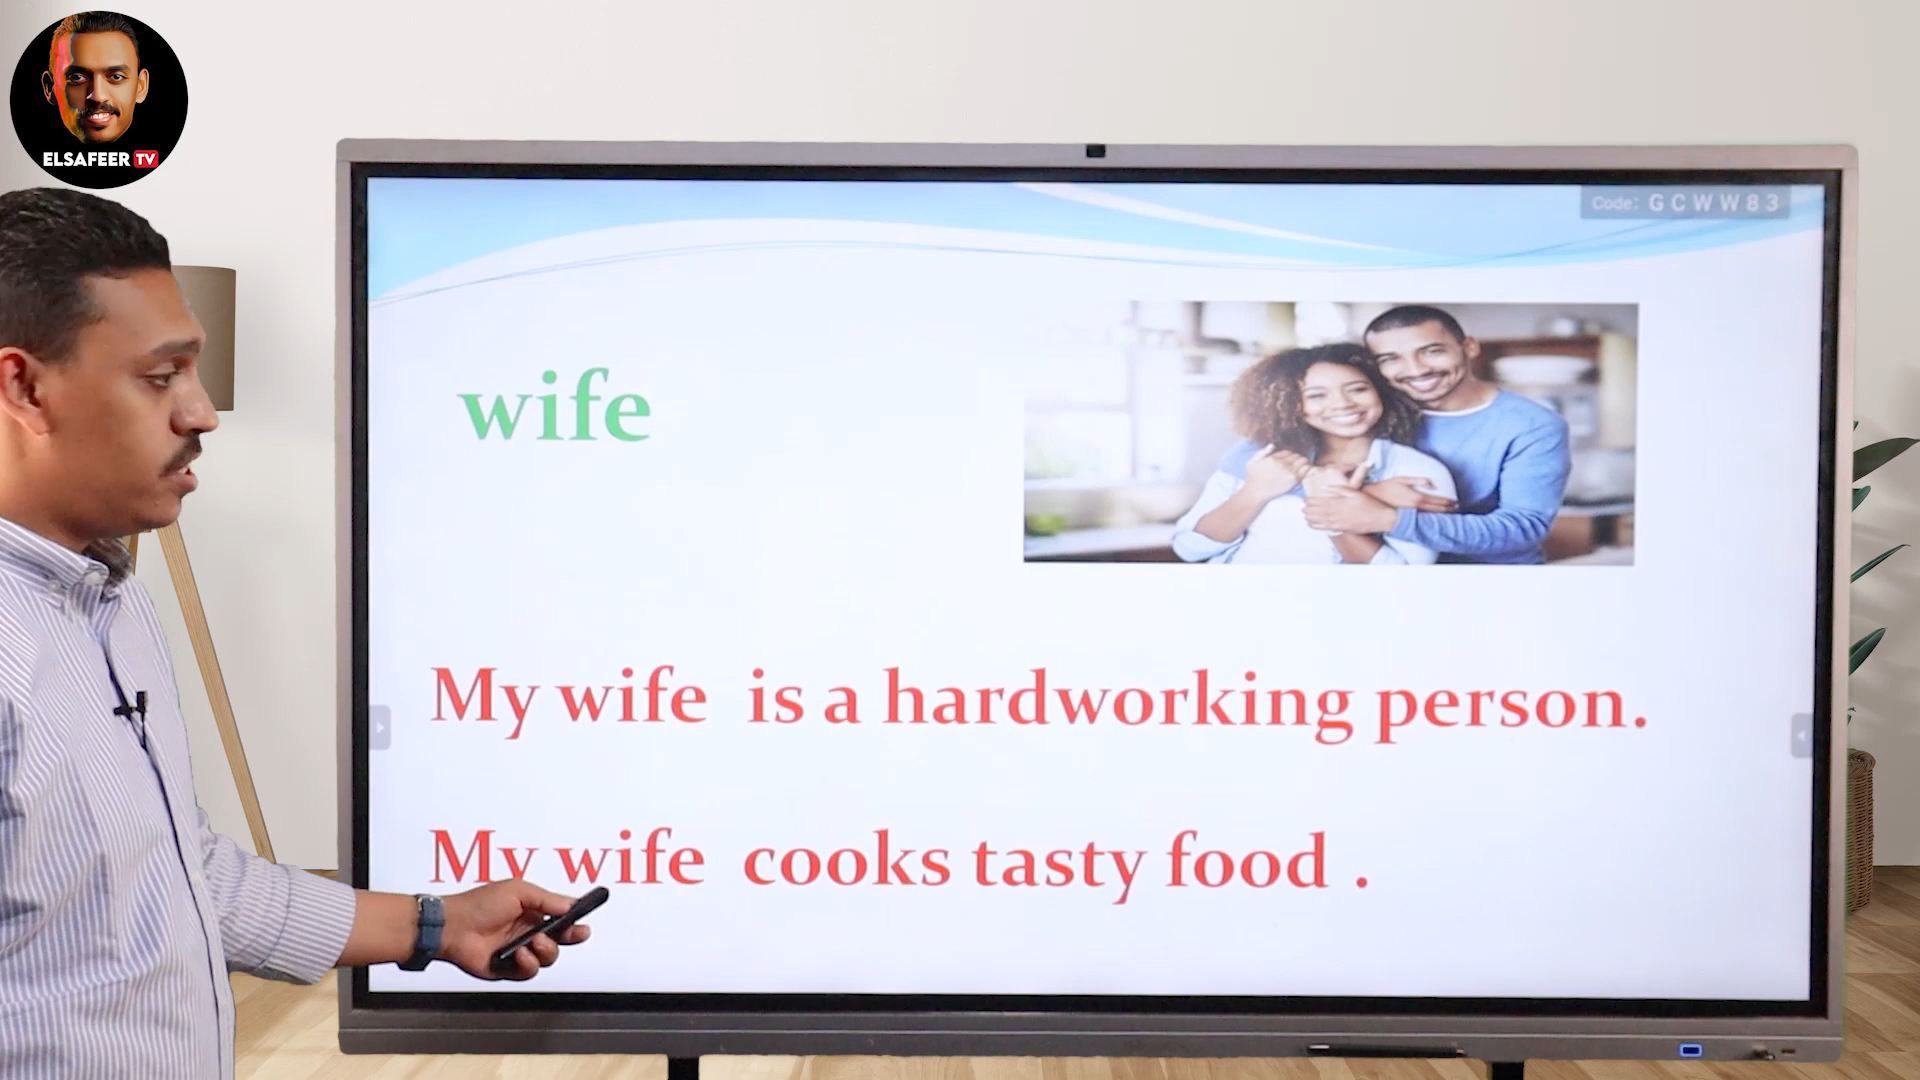 ELSAFEER TV
Code: GCWW83
wife
My wife is a hardworking person.
My wife cooks tasty food .